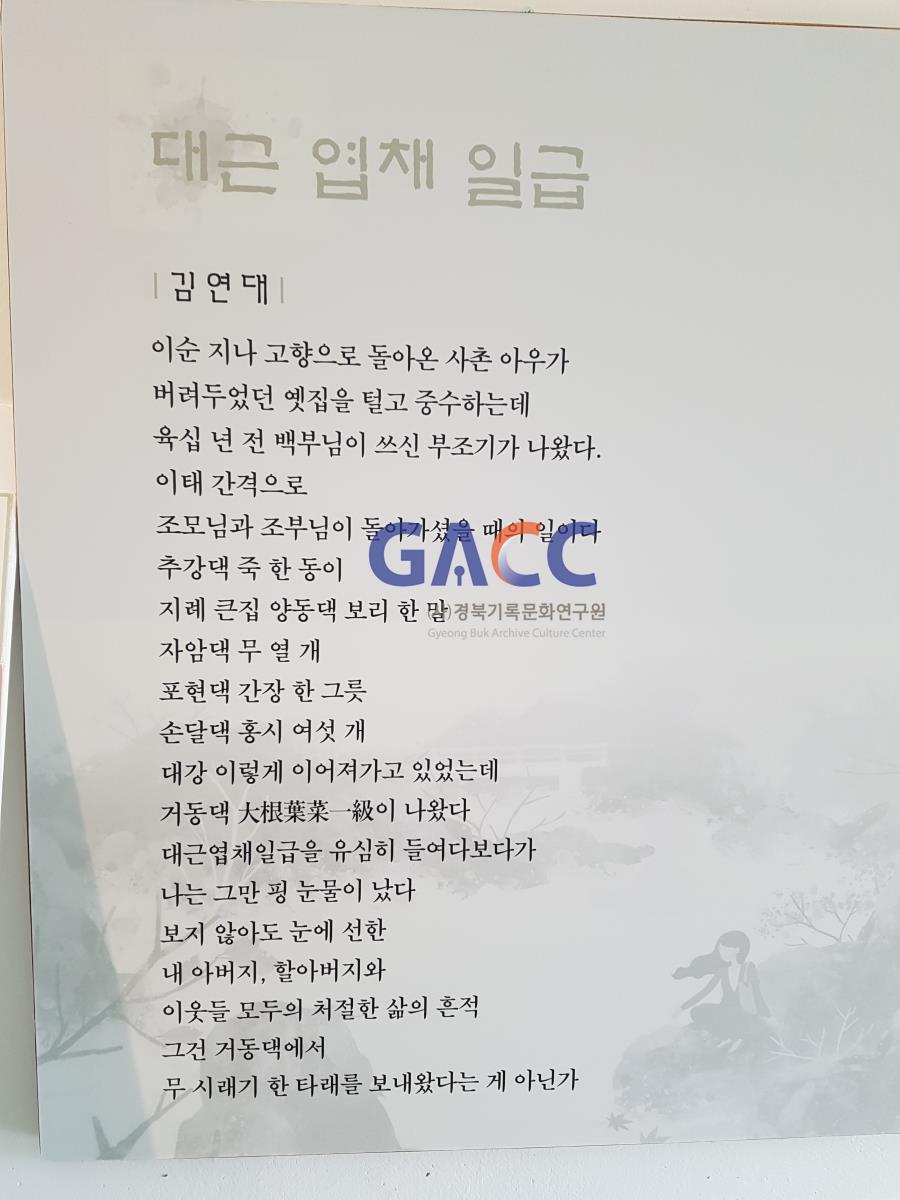 대근 엽채 일급
| 김연대 |
이순 지나 고향으로 돌아온 사촌 아우가
버려두었던 옛집을 털고 중수하는데
육십 년 전 백부님이 쓰신 부조기가 나왔다.
이태 간격으로
조모님과 조부님이 돌아가셨을 때의 일이다
추강댁 죽 한 동이
지례 큰집 양동댁 보리 한 말
자암댁 무 열 개
포현댁 간장 한 그릇
손달댁 홍시 여섯 개
대강 이렇게 이어져가고 있었는데
거동댁 大根葉菜一級이 나왔다
대근엽채일급을 유심히 들여다보다가
나는 그만 핑 눈물이 났다
보지 않아도 눈에 선한
내 아버지, 할아버지와
이웃들 모두의 처절한 삶의 흔적
그건 거동댁에서
무 시래기 한 타래를 보내왔다는 게 아닌가
GACC
(사)경북기록문화연구원
Gyeong Buk Archive Culture Center